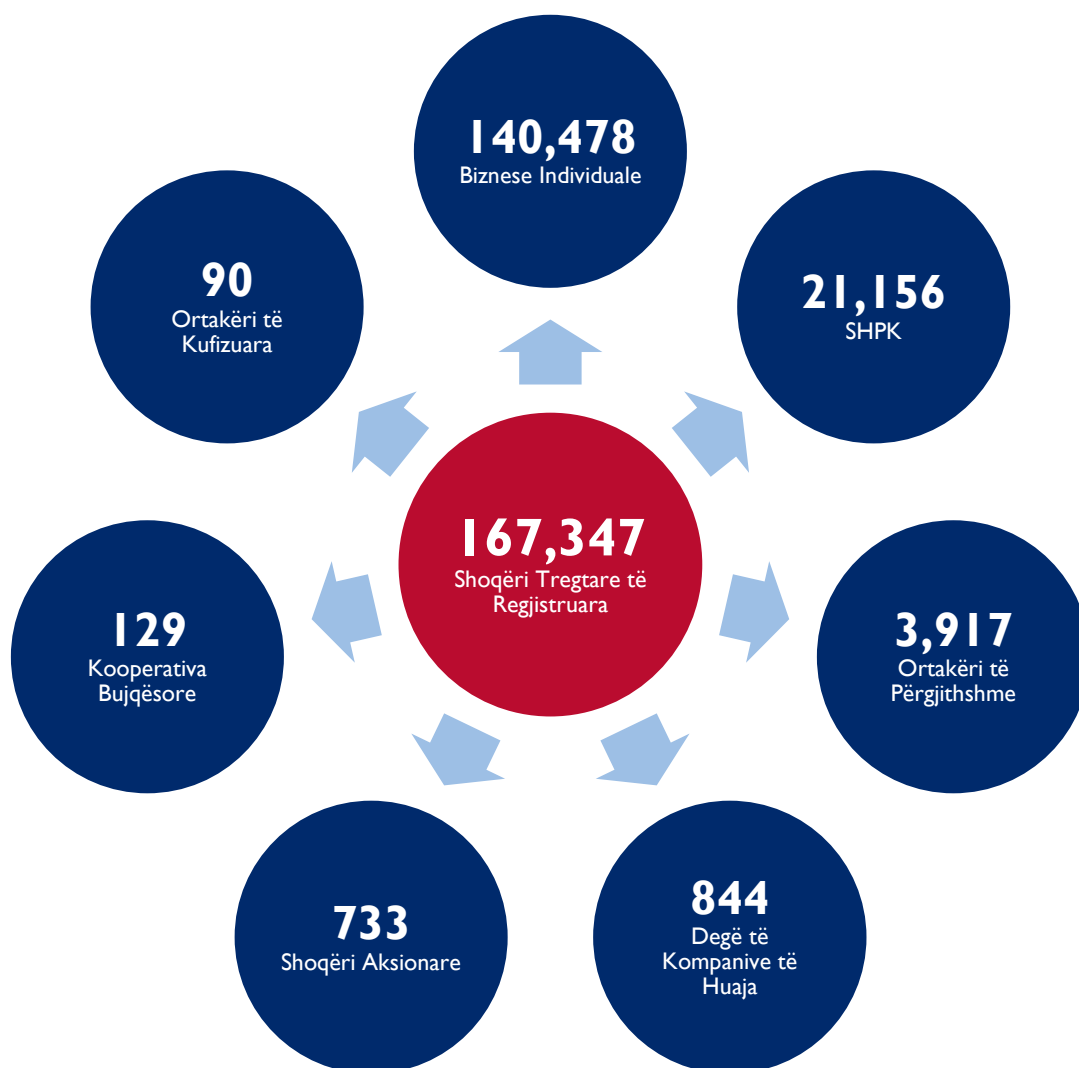 140,478
Biznese Individuale
90
Ortakëri të
Kufizuara
21,156
SHPK
167,347
Shoqëri Tregtare të
Regjistruara
129
Kooperativa
Bujqësore
3,917
Ortakëri të
Përgjithshme
733
Shoqëri Aksionare
844
Degë të
Kompanive të
Huaja